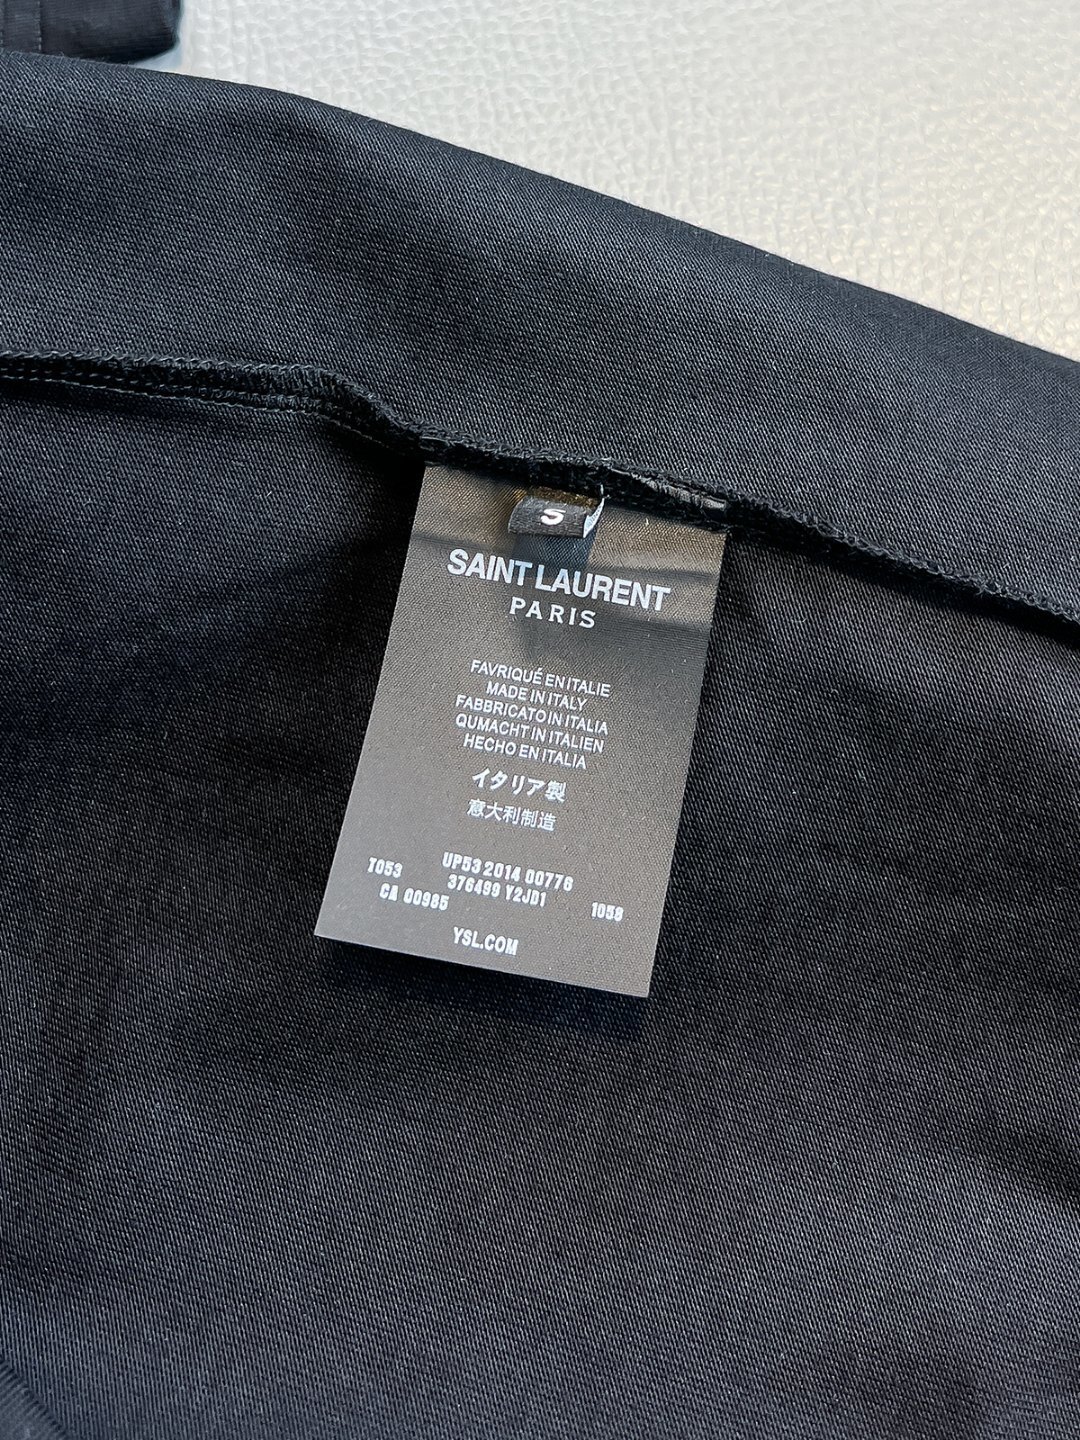 S
SAINT LAURENT
PARIS
FAVRIQUÉ EN ITALIE
MADE IN ITALY
FABBRICATO IN ITALIA
QUMACHT IN ITALIEN
HECHO EN ITALIA
イタリア製
意大利制造
T053 UP53 2014 00776
376499 Y2JD1
CA 00985 1058
YSL.COM